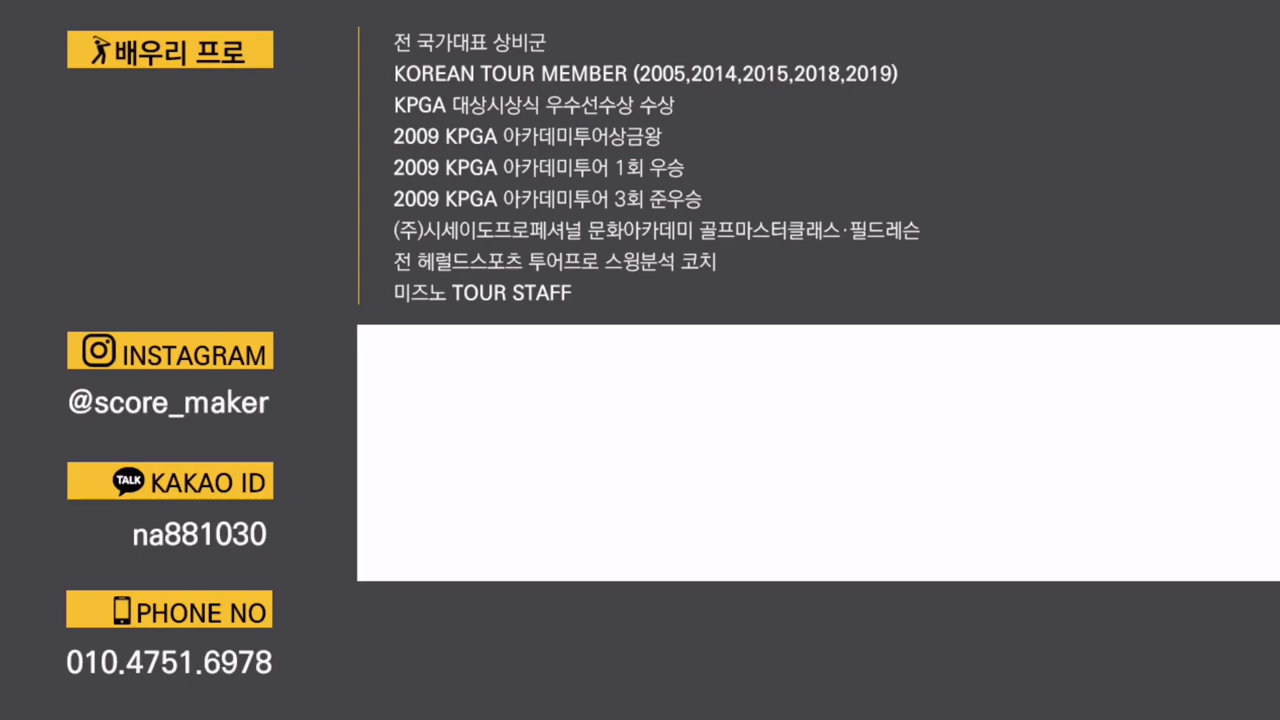 배우리 프로
전 국가대표 상비군
KOREAN TOUR MEMBER (2005,2014,2015,2018,2019)
KPGA 대상시상식 우수선수상 수상
2009 KPGA 아카데미투어상금왕
2009 KPGA 아카데미투어 1회 우승
2009 KPGA 아카데미투어 3회 준우승
(주)시세이도프로페셔널 문화아카데미 골프마스터클래스·필드레슨
전 헤럴드스포츠 투어프로 스윙분석 코치
미즈노 TOUR STAFF
INSTAGRAM
@score_maker
TALK KAKAO ID
na881030
PHONE NO
010.4751.6978